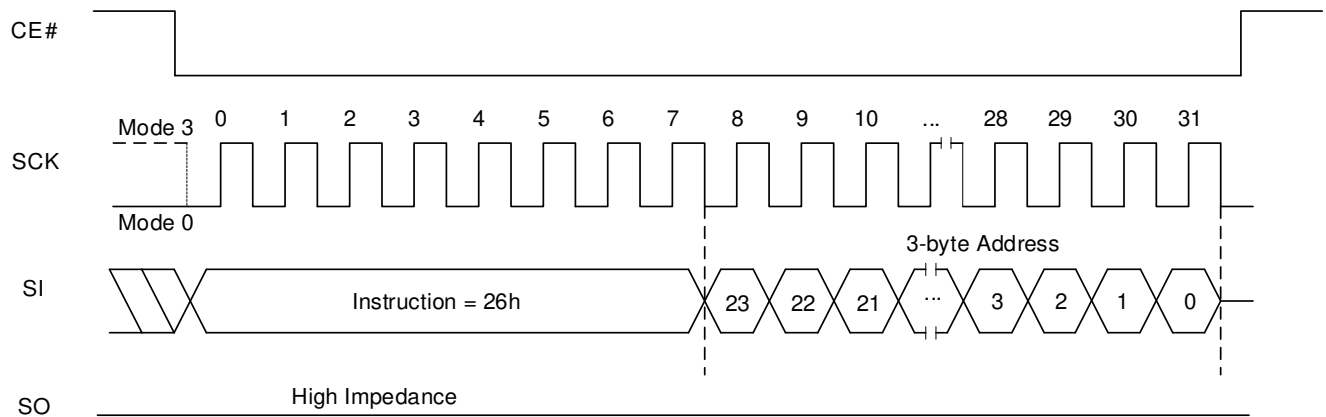 CE#
Mode 3 0 1 2 3 4 5 6 7 8 9 10 ... 28 29 30 31
SCK
Mode 0
3-byte Address
SI Instruction = 26h 23 22 21 ... 3 2 1 0
High Impedance
SO